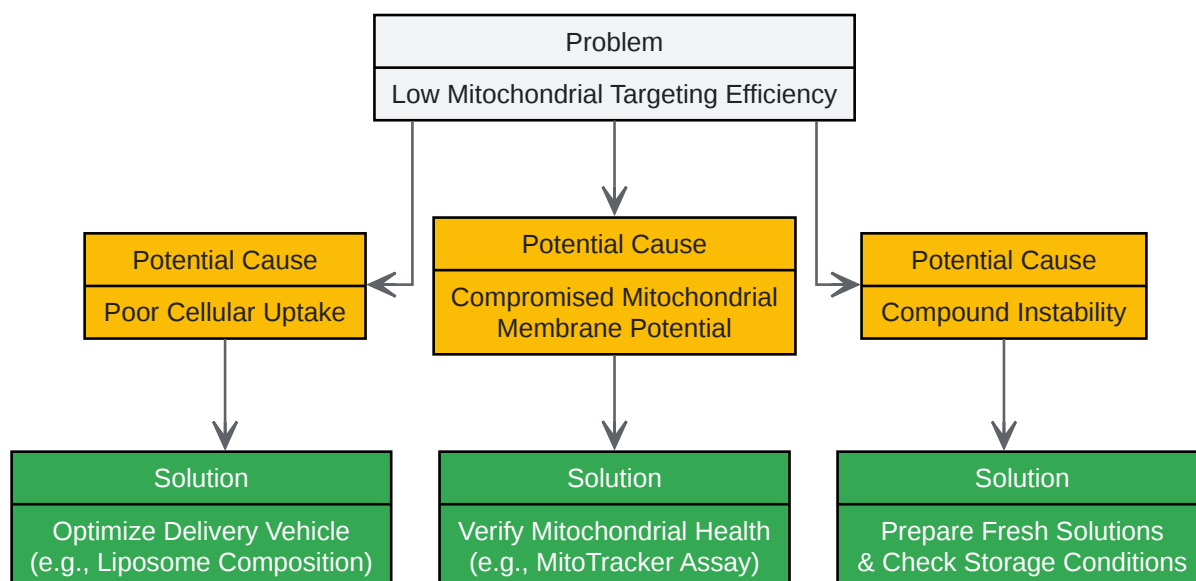 Problem
Low Mitochondrial Targeting Efficiency
Potential Cause
Poor Cellular Uptake
Potential Cause
Compromised Mitochondrial
Membrane Potential
Potential Cause
Compound Instability
Solution
Optimize Delivery Vehicle
(e.g., Liposome Composition)
Solution
Verify Mitochondrial Health
(e.g., MitoTracker Assay)
Solution
Prepare Fresh Solutions
& Check Storage Conditions